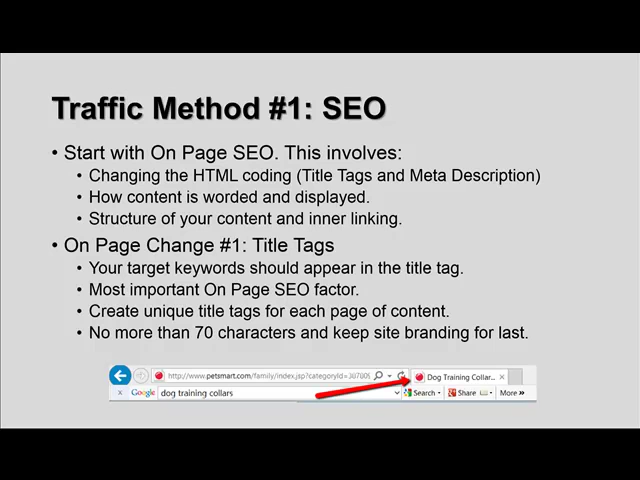 Traffic Method #1: SEO
• Start with On Page SEO. This involves:
• Changing the HTML coding (Title Tags and Meta Description)
• How content is worded and displayed.
• Structure of your content and inner linking.
• On Page Change #1: Title Tags
• Your target keywords should appear in the title tag.
• Most important On Page SEO factor.
• Create unique title tags for each page of content.
• No more than 70 characters and keep site branding for last.
http://www.petsmart.com/family/index.jsp?categoryId= Dog Training Collar... ×
x Google dog training collars Search Share More »